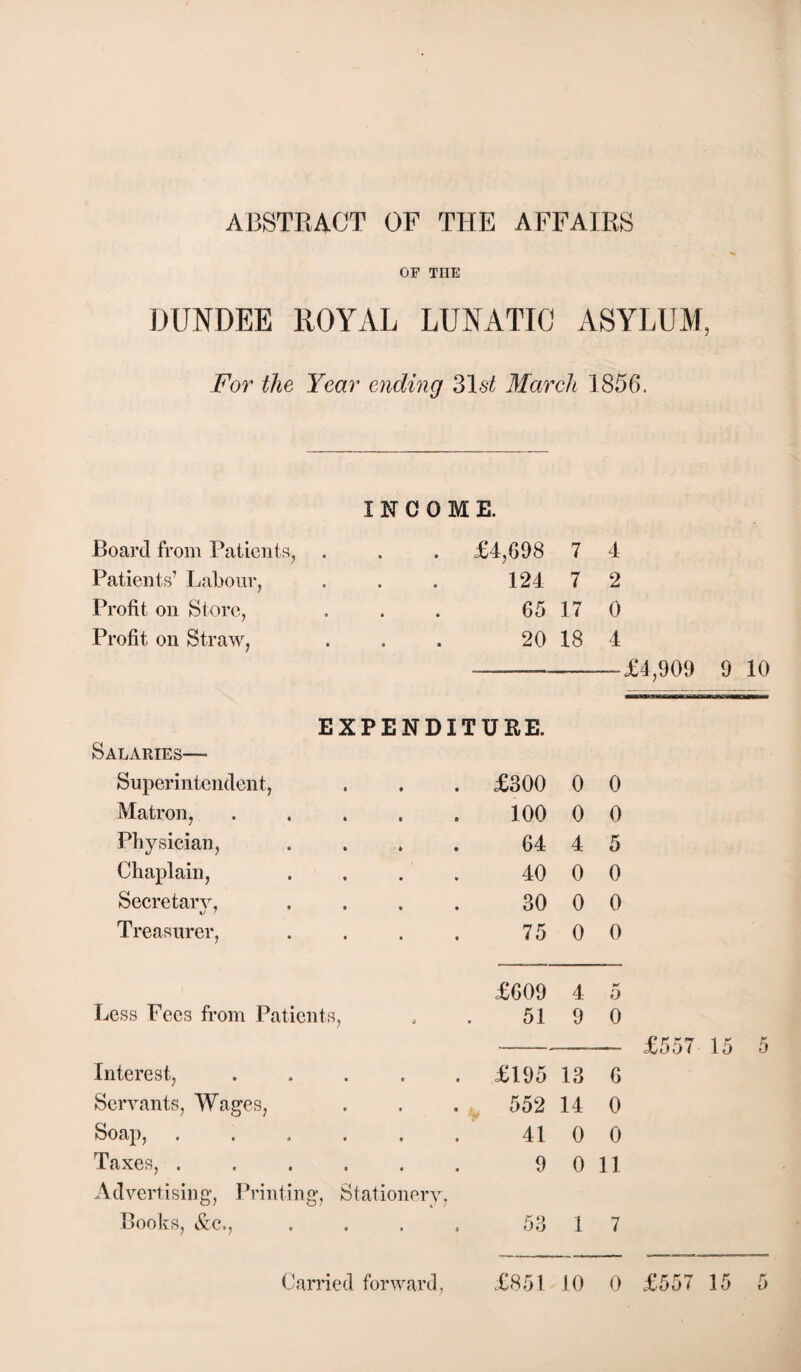 ABSTRACT OF THE AFFAIRS
OF THE
DUNDEE ROYAL LUNATIC ASYLUM,
For the Year ending 31st March 1856.
INCOME.
Board from Patients, . . . £4,698 7 4
Patients' Labour, . . . 124 7 2
Profit on Store, . . . 65 17 0
Profit on Straw, . . . 20 18 4
£4,909 9 10
EXPENDITURE.
SALARIES—
Superintendent, . . . £300 0 0
Matron, . . . . . 100 0 0
Physician, . . . . 64 4 5
Chaplain, . . . . 40 0 0
Secretary, . . . . 30 0 0
Treasurer, . . . . 75 0 0
£609 4 5
Less Fees from Patients, . . 51 9 0
£557 15 5
Interest, . . . . . £195 13 6
Servants, Wages, . . . 552 14 0
Soap, . . . . . . 41 0 0
Taxes, . . . . . . 9 0 11
Advertising, Printing, Stationery,
Books, &c., . . . . 53 1 7
Carried forward, £851 10 0 £557 15 5